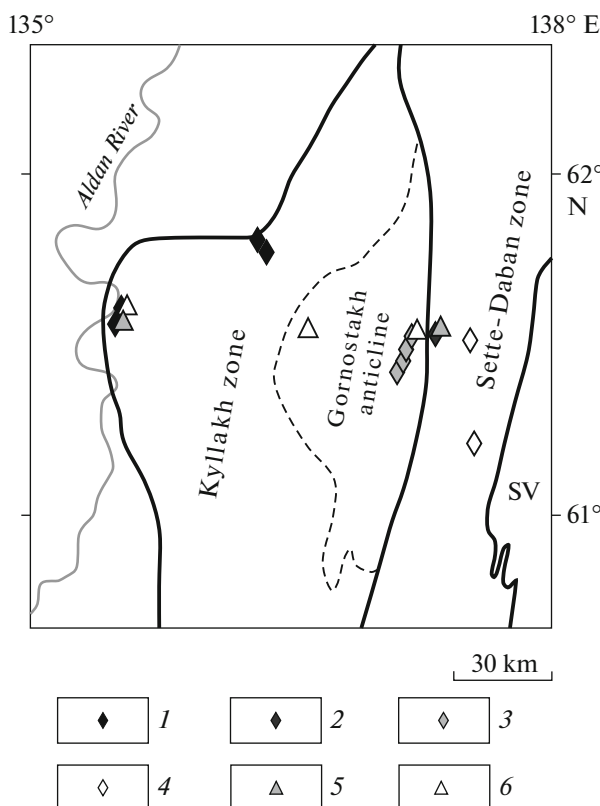 135°
138° E
Aldan River
62°
N
Sette-Daban zone
Gornostakh
anticline
Kyllakh zone
SV
61°
30 km
1
2
3
4
5
6